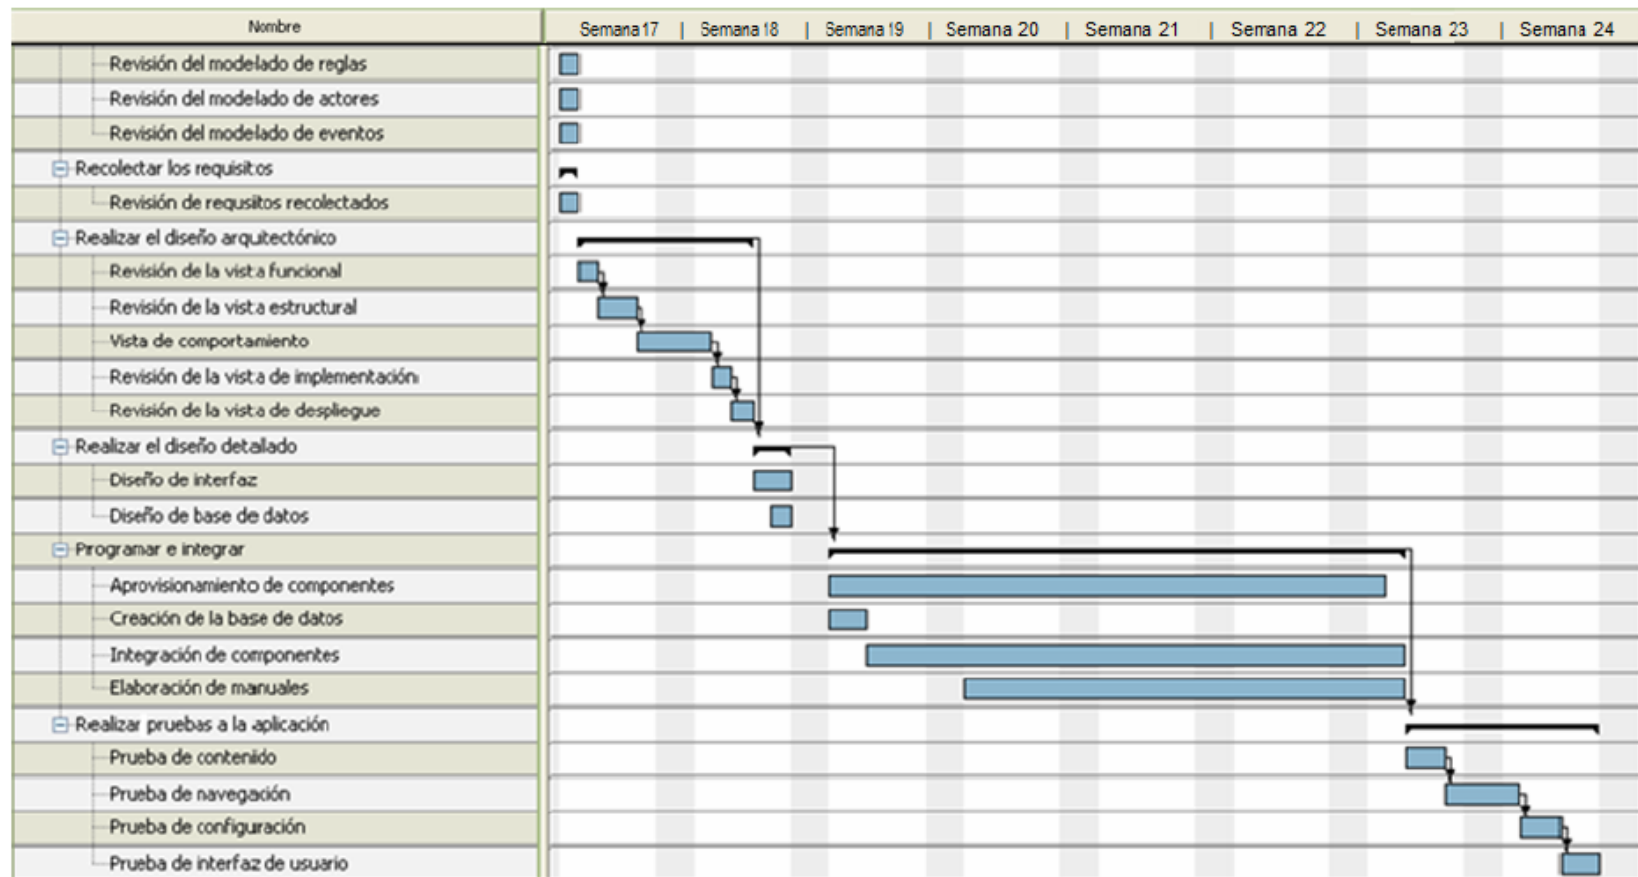 Nombre
Semana17 | Semana 18 | Semana 19 | Semana 20 | Semana 21 | Semana 22 | Semana 23 | Semana 24
Revisión del modelado de reglas
Revisión del modelado de actores
Revisión del modelado de eventos
Recolectar los requisitos
Revisión de requsiitos recolectados
Realizar el diseño arquitectónico
Revisión de la vista funcional
Revisión de la vista estructural
Vista de comportamiento
Revisión de la vista de implementación
Revisión de la vista de despliegue
Realizar el diseño detallado
Diseño de interfaz
Diseño de base de datos
Programar e integrar
Aprovisionamiento de componentes
Creación de la base de datos
Integración de componentes
Elaboración de manuales
Realizar pruebas a la aplicación
Prueba de contenido
Prueba de navegación
Prueba de configuración
Prueba de interfaz de usuario